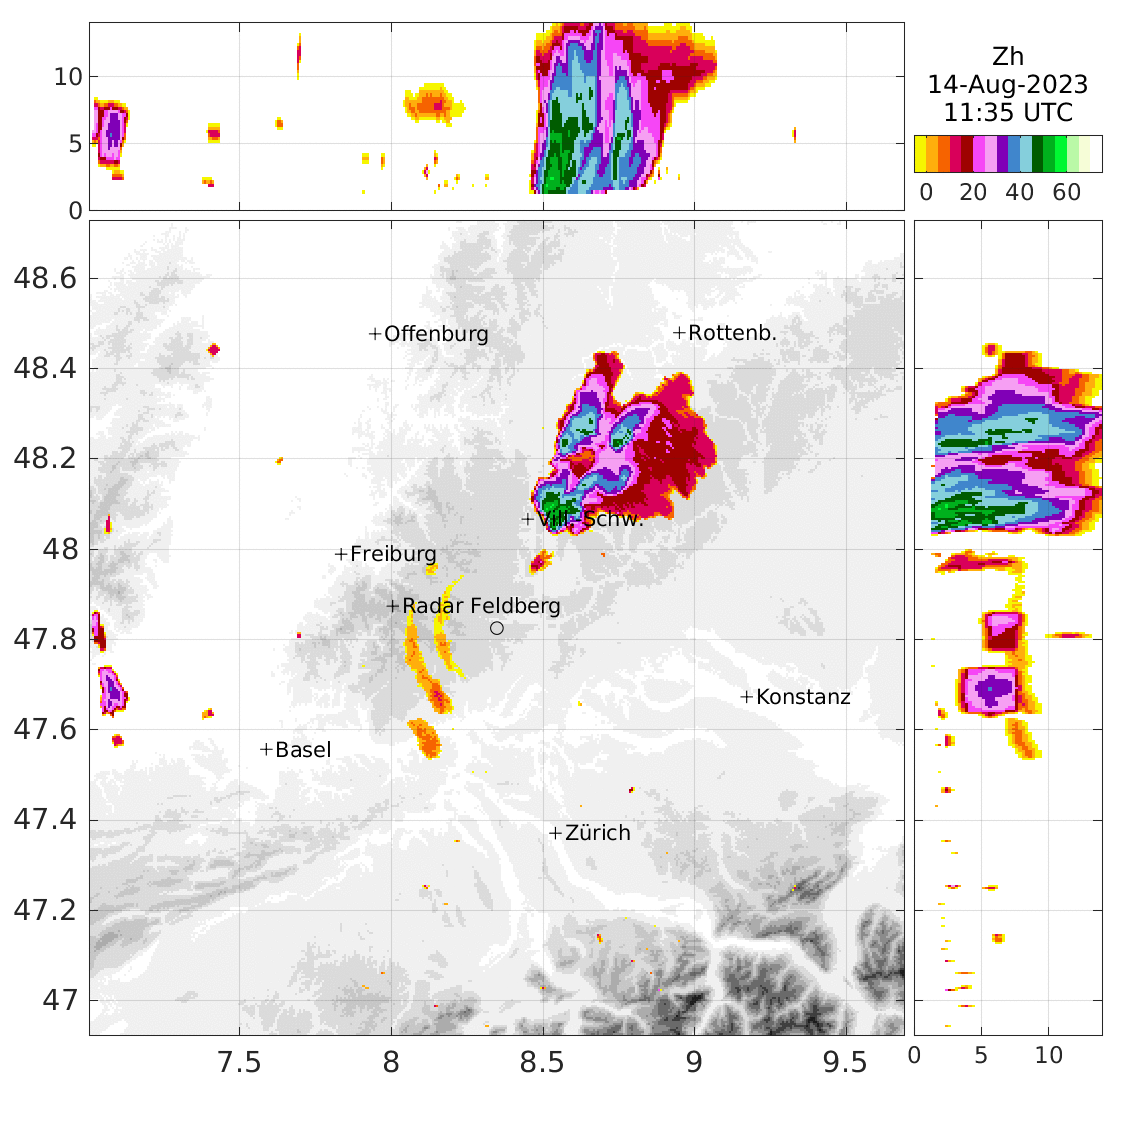 10
5
0
Zh
14-Aug-2023
11:35 UTC
0 20 40 60
48.6
48.4
48.2
48
47.8
47.6
47.4
47.2
47
Offenburg
Rottenb.
Vill.-Schw.
Freiburg
Radar Feldberg
Konstanz
Basel
Zürich
7.5 8 8.5 9 9.5
0 5 10